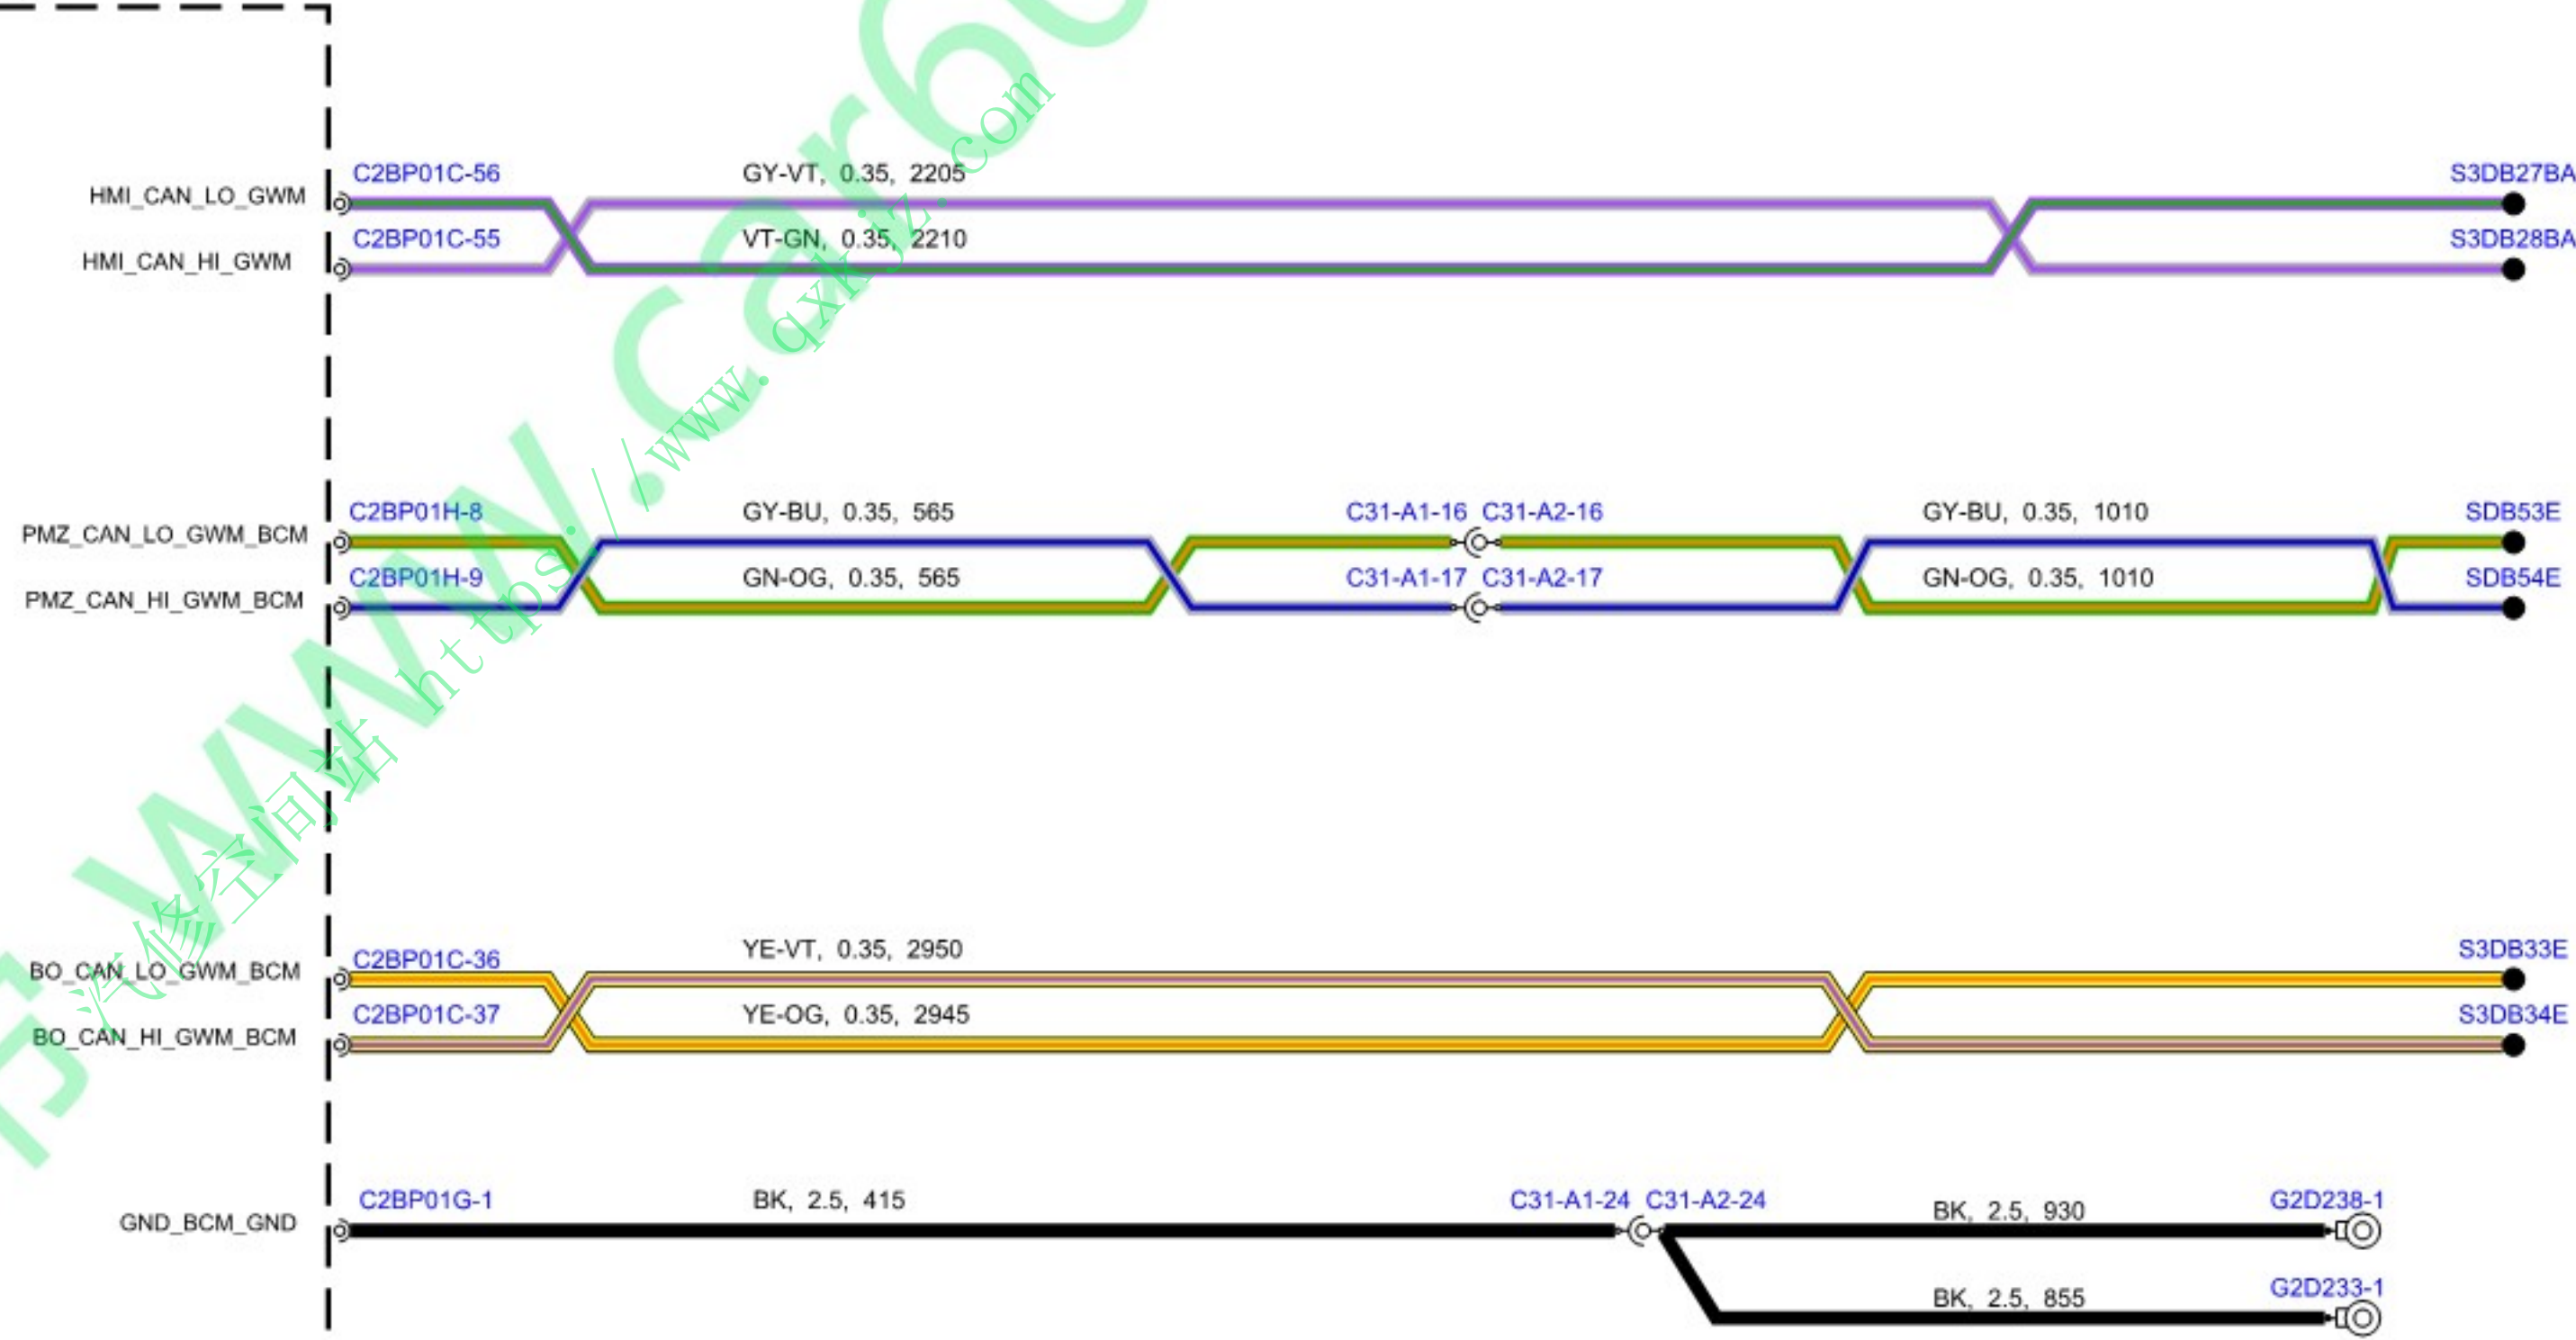 C2BP01C-56 GY-VT, 0.35, 2205 S3DB27BA
HMI_CAN_LO_GWM
C2BP01C-55 VT-GN, 0.35, 2210 S3DB28BA
HMI_CAN_HI_GWM
C2BP01H-8 GY-BU, 0.35, 565 C31-A1-16 C31-A2-16 GY-BU, 0.35, 1010 SDB53E
PMZ_CAN_LO_GWM_BCM
C2BP01H-9 GN-OG, 0.35, 565 C31-A1-17 C31-A2-17 GN-OG, 0.35, 1010 SDB54E
PMZ_CAN_HI_GWM_BCM
C2BP01C-36 YE-VT, 0.35, 2950 S3DB33E
BO_CAN_LO_GWM_BCM
C2BP01C-37 YE-OG, 0.35, 2945 S3DB34E
BO_CAN_HI_GWM_BCM
C2BP01G-1 BK, 2.5, 415 C31-A1-24 C31-A2-24 BK, 2.5, 930 G2D238-1
GND_BCM_GND
BK, 2.5, 855 G2D233-1
汽修空间站 https://www.qxkjz.com
www.car6